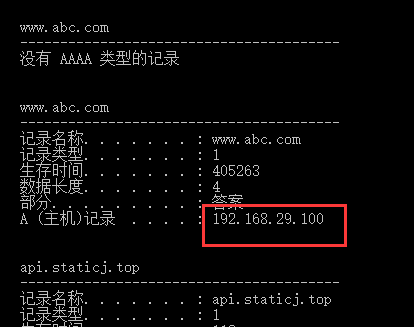 www.abc.com
----------------------------------------
没有 AAAA 类型的记录
www.abc.com
----------------------------------------
记录名称. . . . . . . : www.abc.com
记录类型. . . . . . . : 1
生存时间. . . . . . . : 405263
数据长度. . . . . . . : 4
部分. . . . . . . . . : 答案
A (主机)记录 . . . . : 192.168.29.100
api.staticj.top
----------------------------------------
记录名称. . . . . . . : api.staticj.top
记录类型. . . . . . . : 1